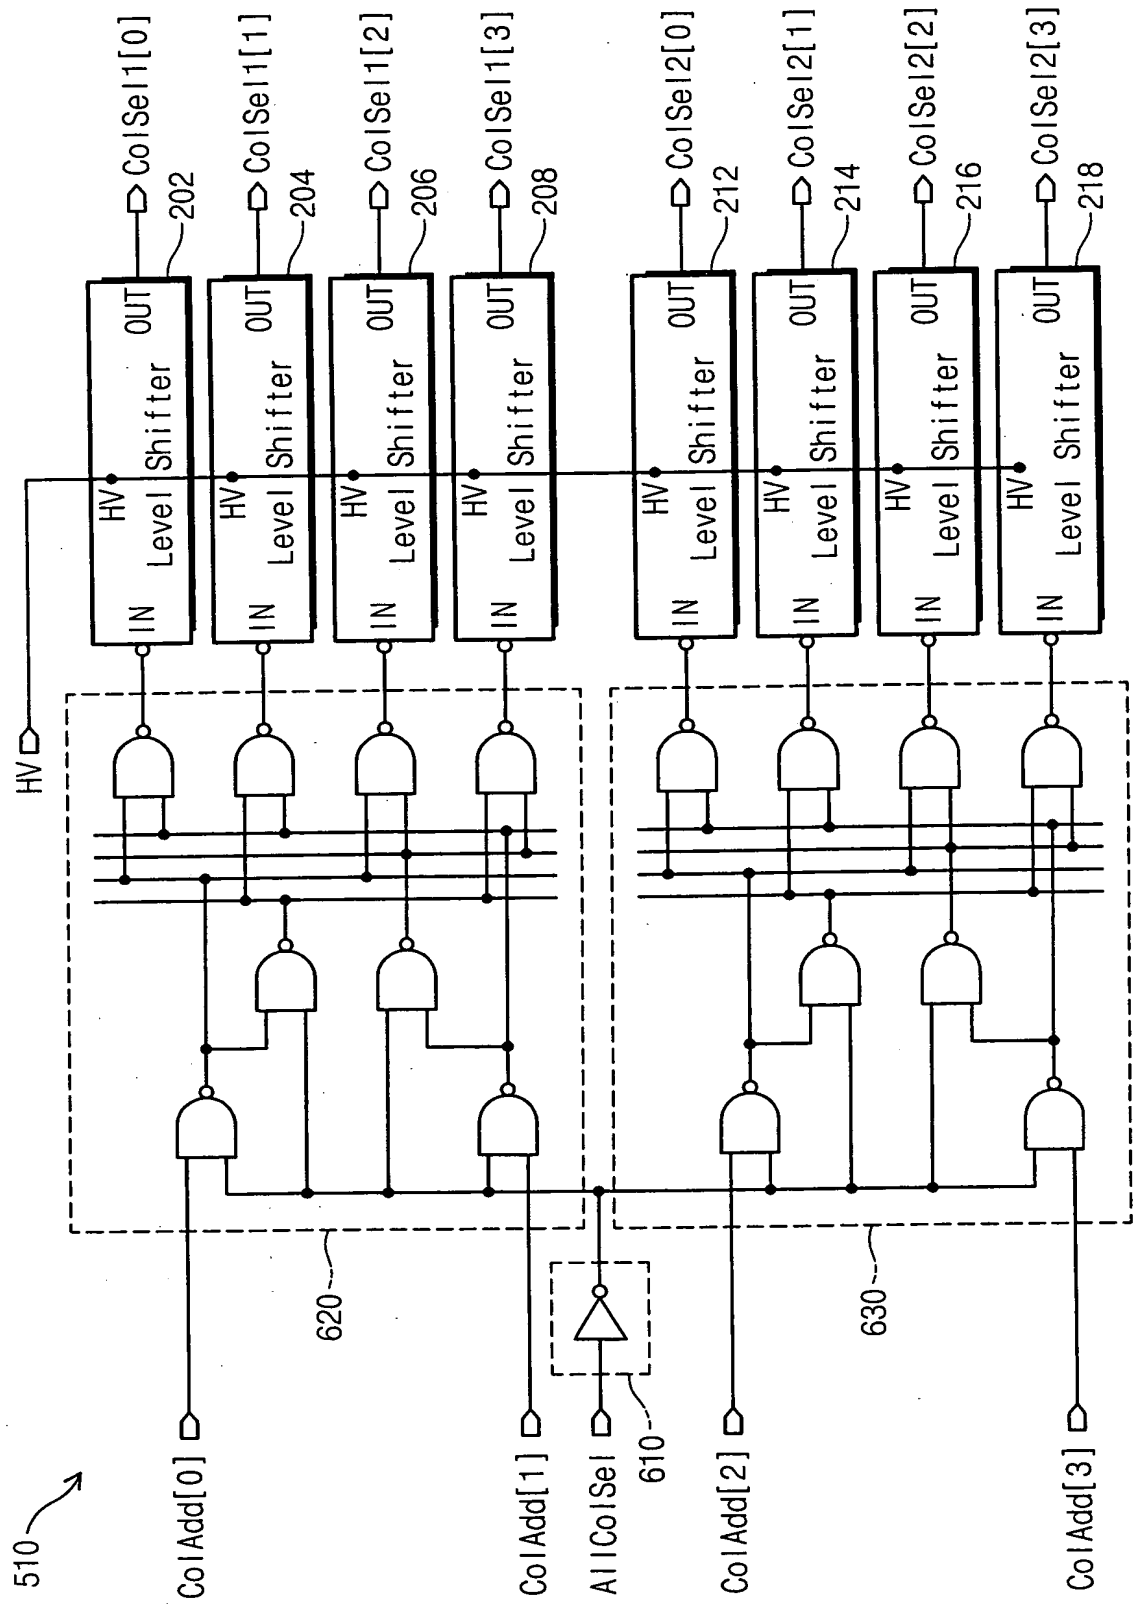 510
ColAdd[0]
ColAdd[1]
AllColSel
ColAdd[2]
ColAdd[3]
610
620
630
HV
IN
HV
Level Shifter
OUT
202
ColSel1[0]
IN
HV
Level Shifter
OUT
204
ColSel1[1]
IN
HV
Level Shifter
OUT
206
ColSel1[2]
IN
HV
Level Shifter
OUT
208
ColSel1[3]
IN
HV
Level Shifter
OUT
212
ColSel2[0]
IN
HV
Level Shifter
OUT
214
ColSel2[1]
IN
HV
Level Shifter
OUT
216
ColSel2[2]
IN
HV
Level Shifter
OUT
218
ColSel2[3]